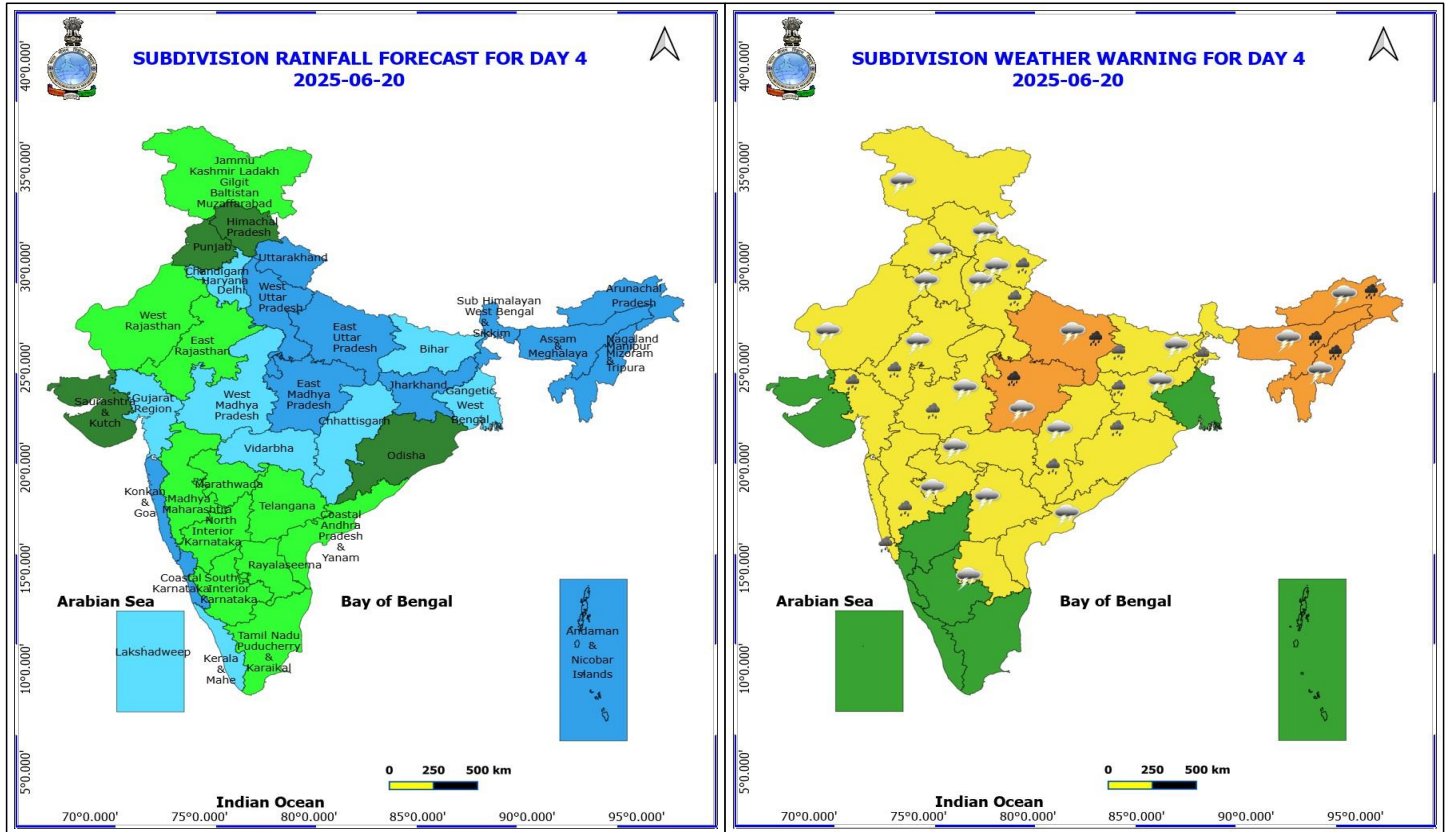 SUBDIVISION RAINFALL FORECAST FOR DAY 4
2025-06-20
Jammu
Kashmir Ladakh
Gilgit
Baltistan
Muzaffarabad
Himachal
Pradesh
Punjab
Uttarakhand
Chandigarh
Haryana
Delhi
West
Uttar
Pradesh
West
Rajasthan
East
Rajasthan
East
Uttar
Pradesh
Bihar
Sub Himalayan
West Bengal
&
Sikkim
Arunachal
Pradesh
Assam
&
Meghalaya
Nagaland
Manipur
Mizoram
&
Tripura
Saurashtra
&
Kutch
Gujarat
Region
West
Madhya
Pradesh
East
Madhya
Pradesh
Jharkhand
Gangetic
West
Bengal
Chhattisgarh
Vidarbha
Odisha
Konkan
&
Goa
Madhya
Maharashtra
Marathwada
Telangana
North
Interior
Karnataka
Coastal
Andhra
Pradesh
&
Yanam
Rayalaseema
Coastal
Karnataka
South
Interior
Karnataka
Tamil Nadu
Puducherry
&
Karaikal
Kerala
&
Mahe
Lakshadweep
Andaman
&
Nicobar
Islands
Arabian Sea
Bay of Bengal
Indian Ocean
0 250 500 km
40°0.000'
35°0.000'
30°0.000'
25°0.000'
20°0.000'
15°0.000'
10°0.000'
5°0.000'
70°0.000' 75°0.000' 80°0.000' 85°0.000' 90°0.000' 95°0.000'
SUBDIVISION WEATHER WARNING FOR DAY 4
2025-06-20
Arabian Sea
Bay of Bengal
Indian Ocean
0 250 500 km
40°0.000'
35°0.000'
30°0.000'
25°0.000'
20°0.000'
15°0.000'
10°0.000'
5°0.000'
70°0.000' 75°0.000' 80°0.000' 85°0.000' 90°0.000' 95°0.000'